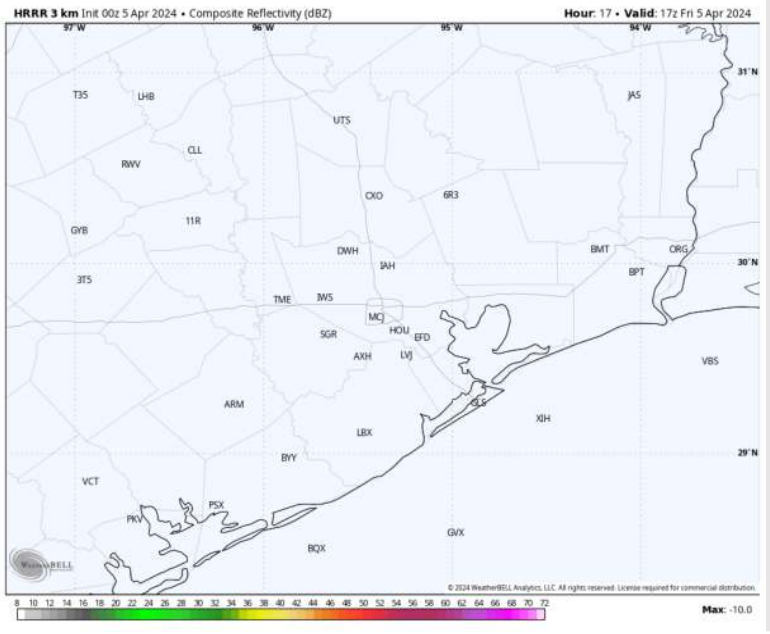 HRRR 3 km Init 00z 5 Apr 2024 • Composite Reflectivity (dBZ) Hour: 17 • Valid: 17z Fri 5 Apr 2024
97°W 96°W 95°W 94°W
31°N
T35 LHB JAS
UTS
CLL
RWV
CXO 6R3
11R
GYB
DWH BMT ORG
30°N
IAH
BPT
3T5
TME IWS
MCJ
HOU
SGR EFD
AXH LVJ
VBS
ARM GLS
XIH
LBX
29°N
BYY
VCT
PSX
PKV
GVX
BQX
WEATHERBELL
© 2024 WeatherBELL Analytics, LLC. All rights reserved. License required for commercial distribution.
8 10 12 14 16 18 20 22 24 26 28 30 32 34 36 38 40 42 44 46 48 50 52 54 56 58 60 62 64 66 68 70 72
Max: -10.0